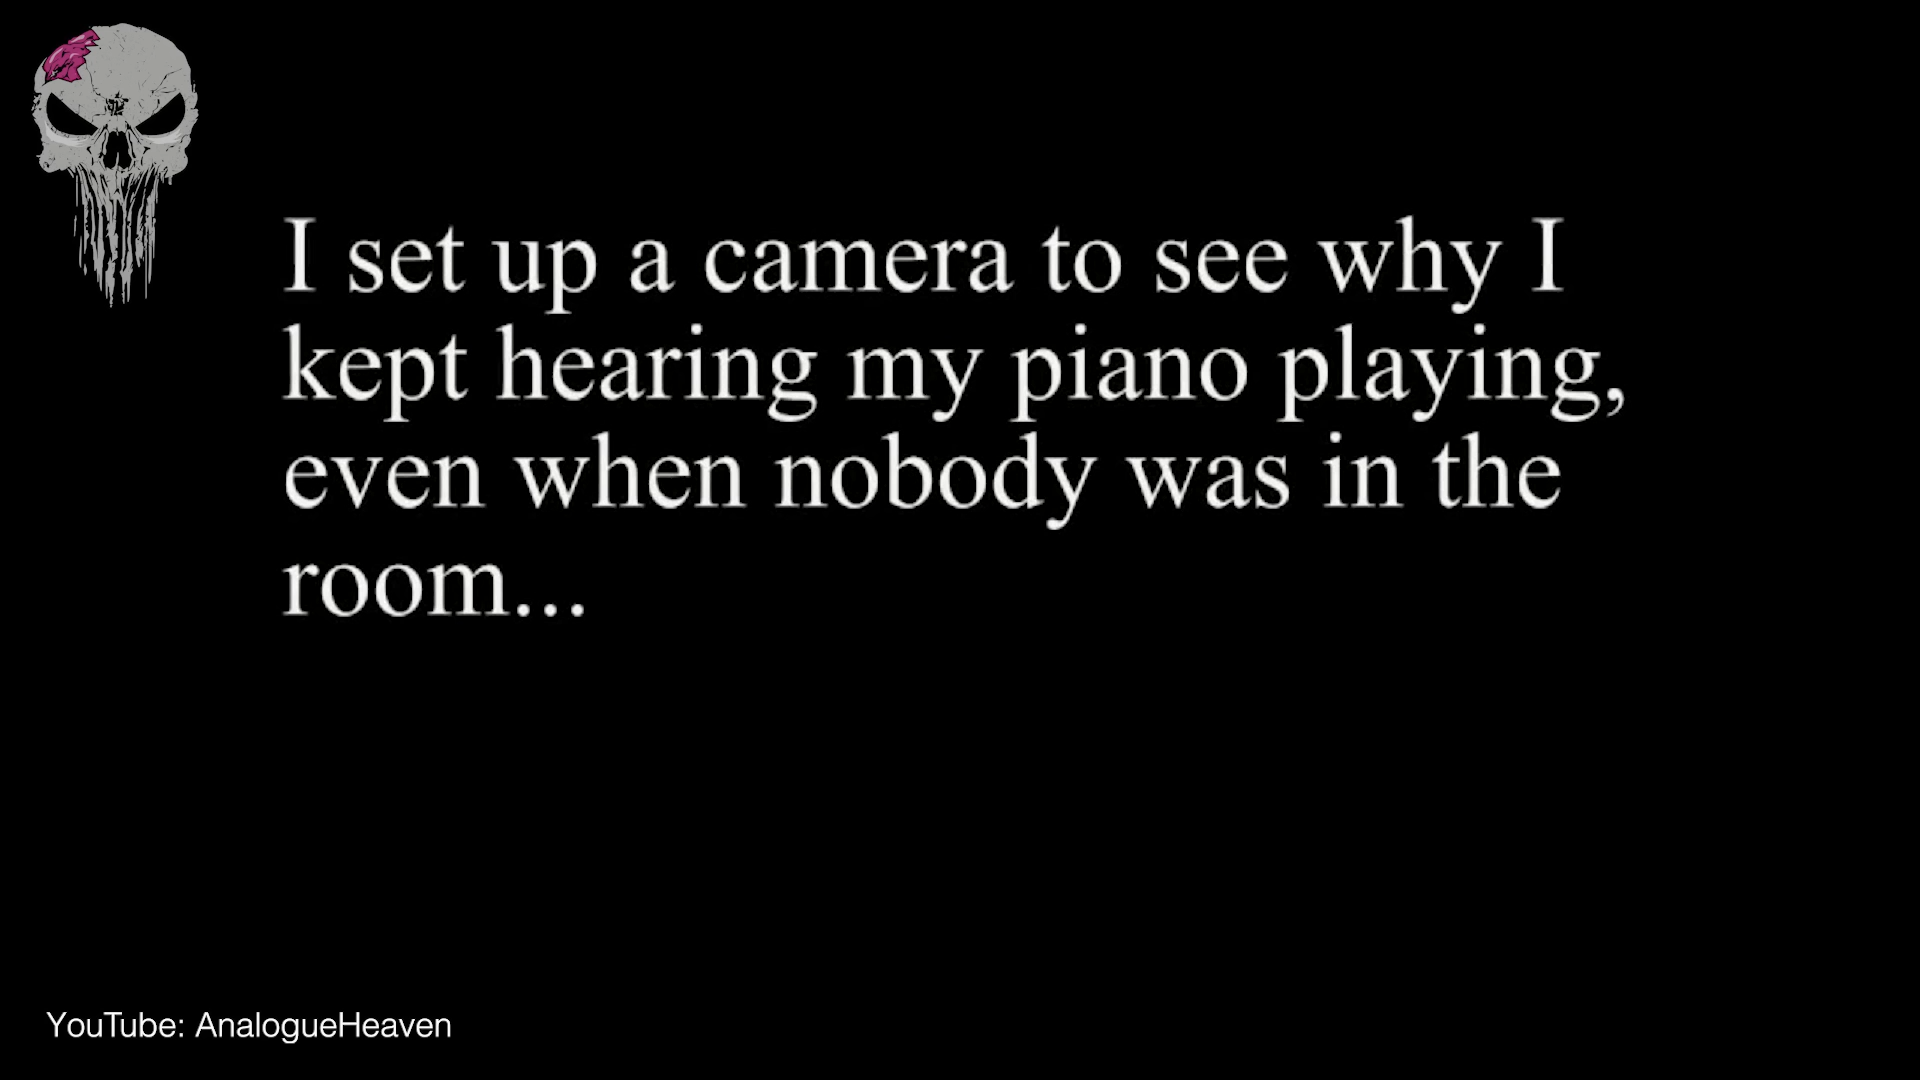 I set up a camera to see why I
kept hearing my piano playing,
even when nobody was in the
room...
YouTube: AnalogueHeaven